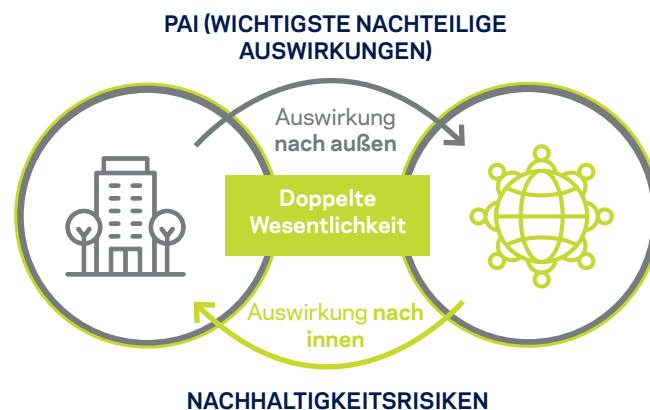 PAI (WICHTIGSTE NACHTEILIGE
AUSWIRKUNGEN)
Auswirkung
nach außen
Doppelte
Wesentlichkeit
Auswirkung nach
innen
NACHHALTIGKEITSRISIKEN